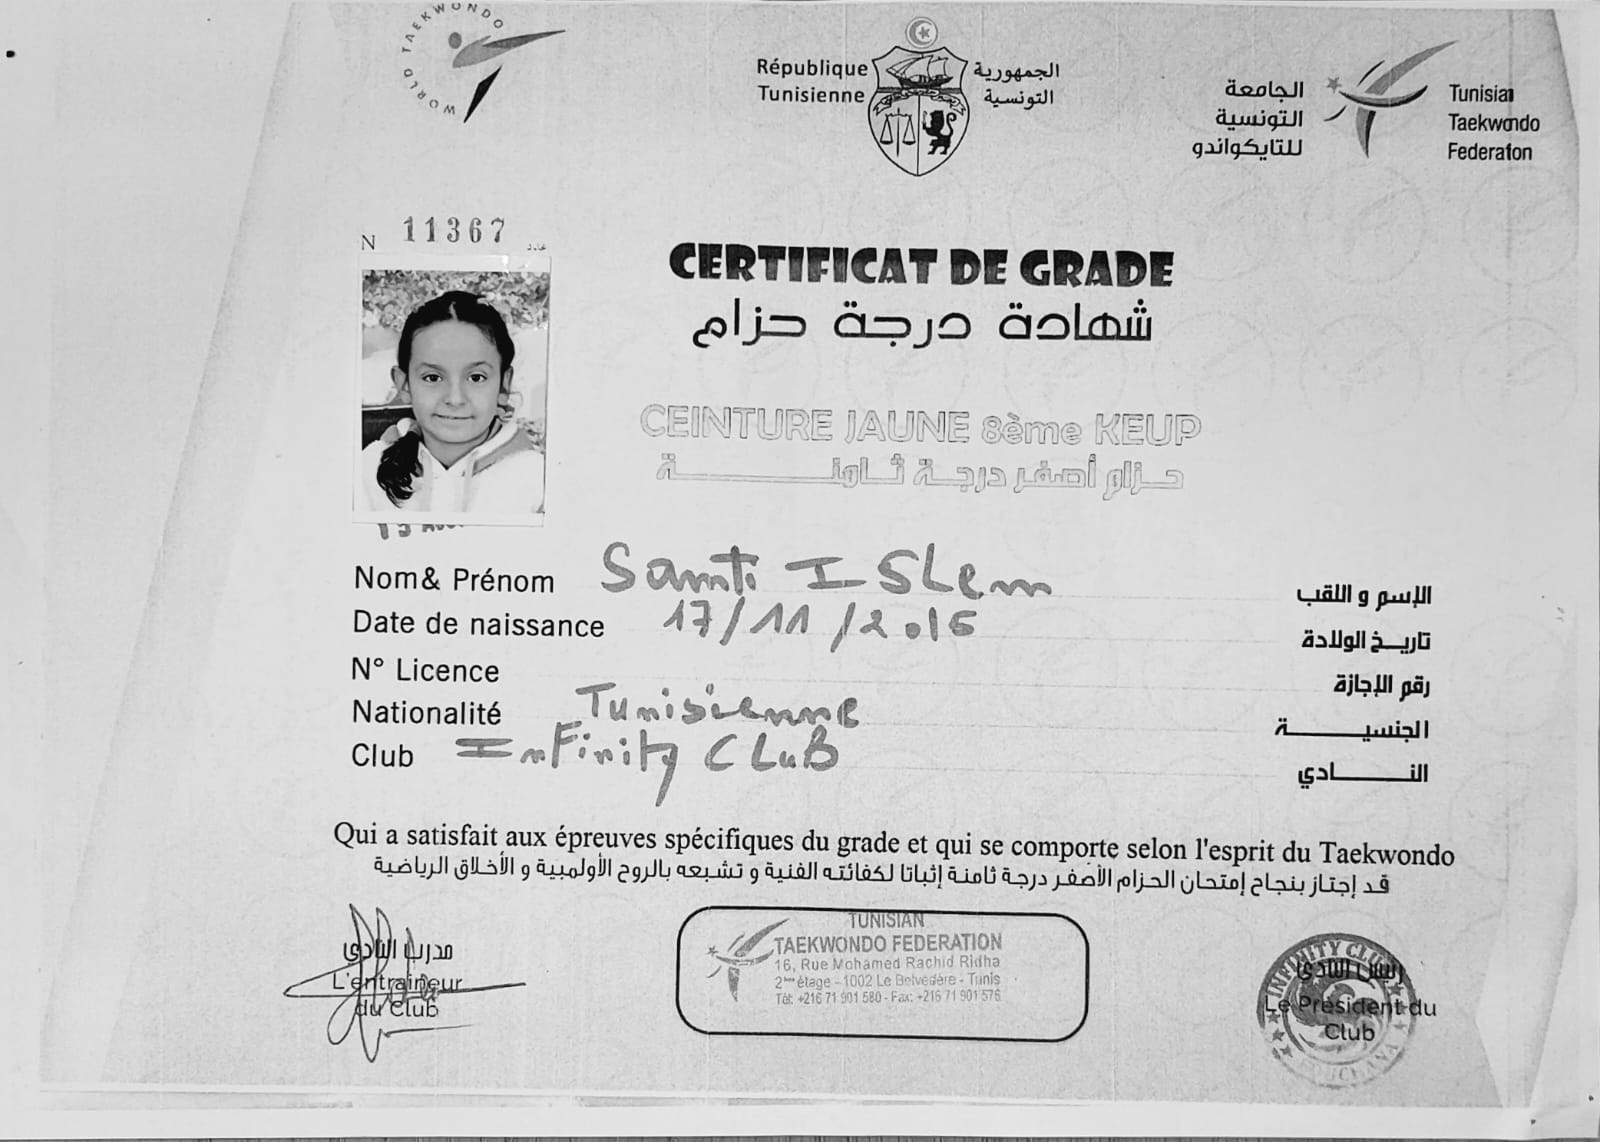 WORLD TAEKWONDO
République
Tunisienne
الجمهورية
التونسية
الجامعة
التونسية
للتايكواندو
Tunisian
Taekwondo
Federation
N 11367 عدد
CERTIFICAT DE GRADE
شهادة درجة حزام
CEINTURE JAUNE 8ème KEUP
حزام أصفر درجة ثامنة
Nom& Prénom Samti ISLem الإسم و اللقب
Date de naissance 17/11/2015 تاريخ الولادة
N° Licence رقم الإجازة
Nationalité Tunisienne الجنسية
Club InFinity CLuB النادي
Qui a satisfait aux épreuves spécifiques du grade et qui se comporte selon l'esprit du Taekwondo
قد إجتاز بنجاح إمتحان الحزام الأصفر درجة ثامنة إثباتا لكفائته الفنية و تشبعه بالروح الأولمبية و الأخلاق الرياضية
مدرب النادي
L'entraineur
du Club
TUNISIAN
TAEKWONDO FEDERATION
16, Rue Mohamed Rachid Ridha
2ème étage - 1002 Le Belvédère - Tunis
Tél: +216 71 901 580 - Fax: +216 71 901 576
INFINITY CLUB
رئيس النادي
Le Président du
Club